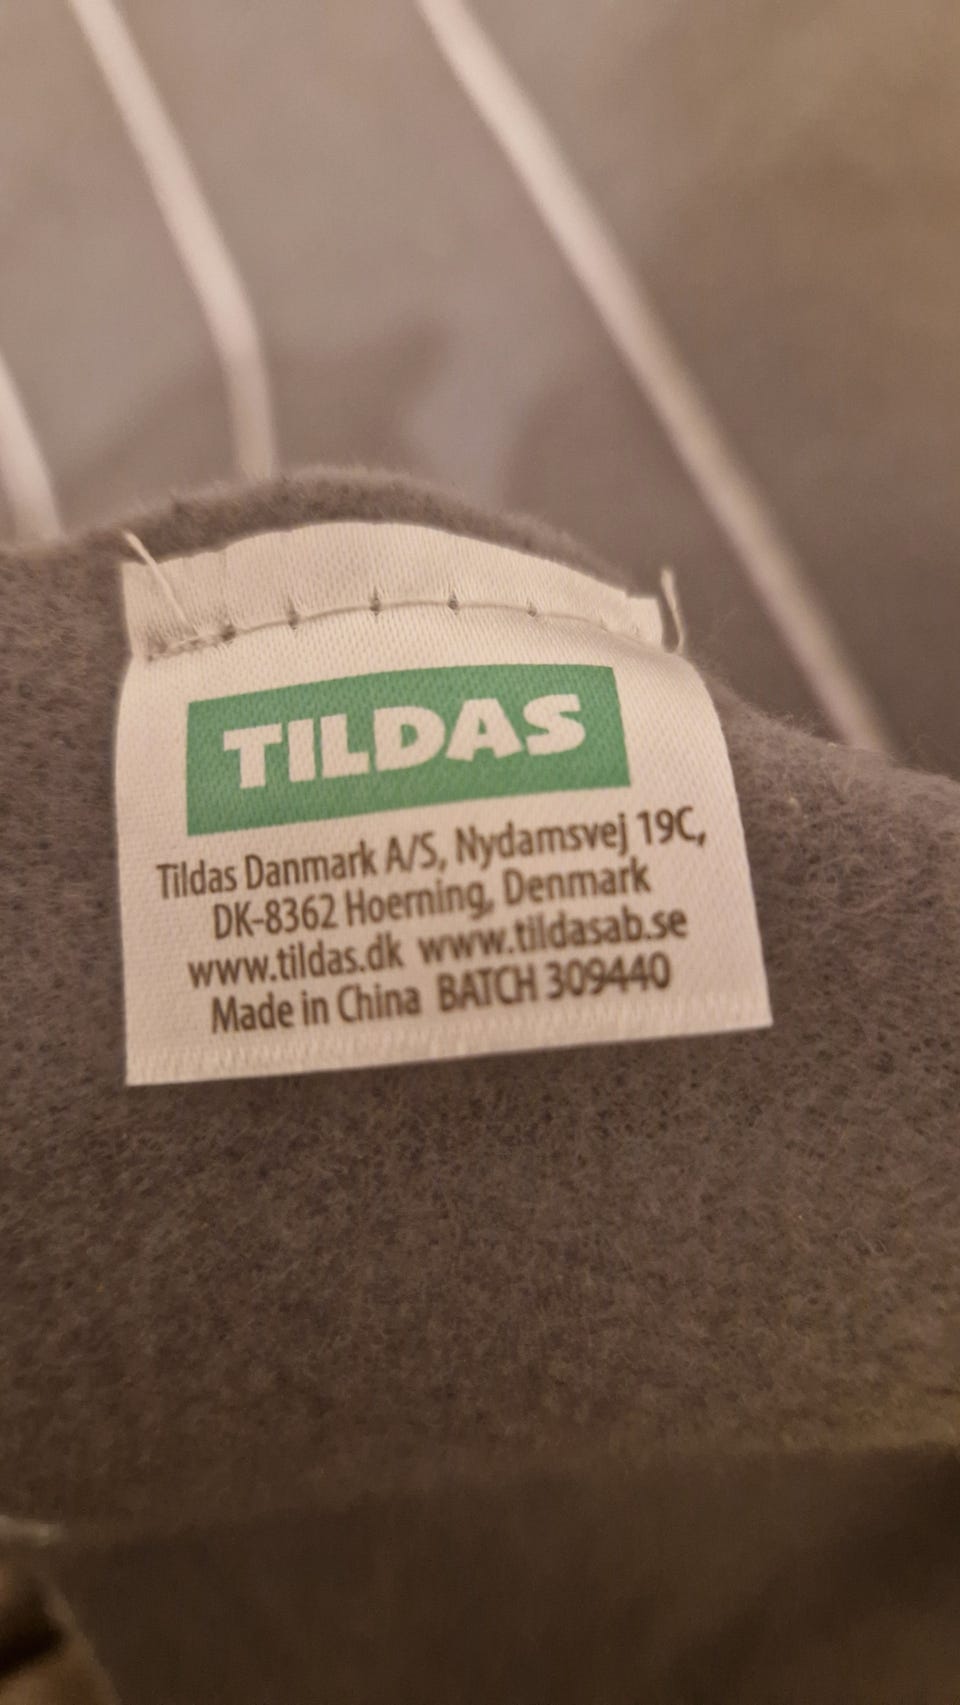 TILDAS
Tildas Danmark A/S, Nydamsvej 19C,
DK-8362 Hoerning, Denmark
www.tildas.dk www.tildasab.se
Made in China BATCH 309440